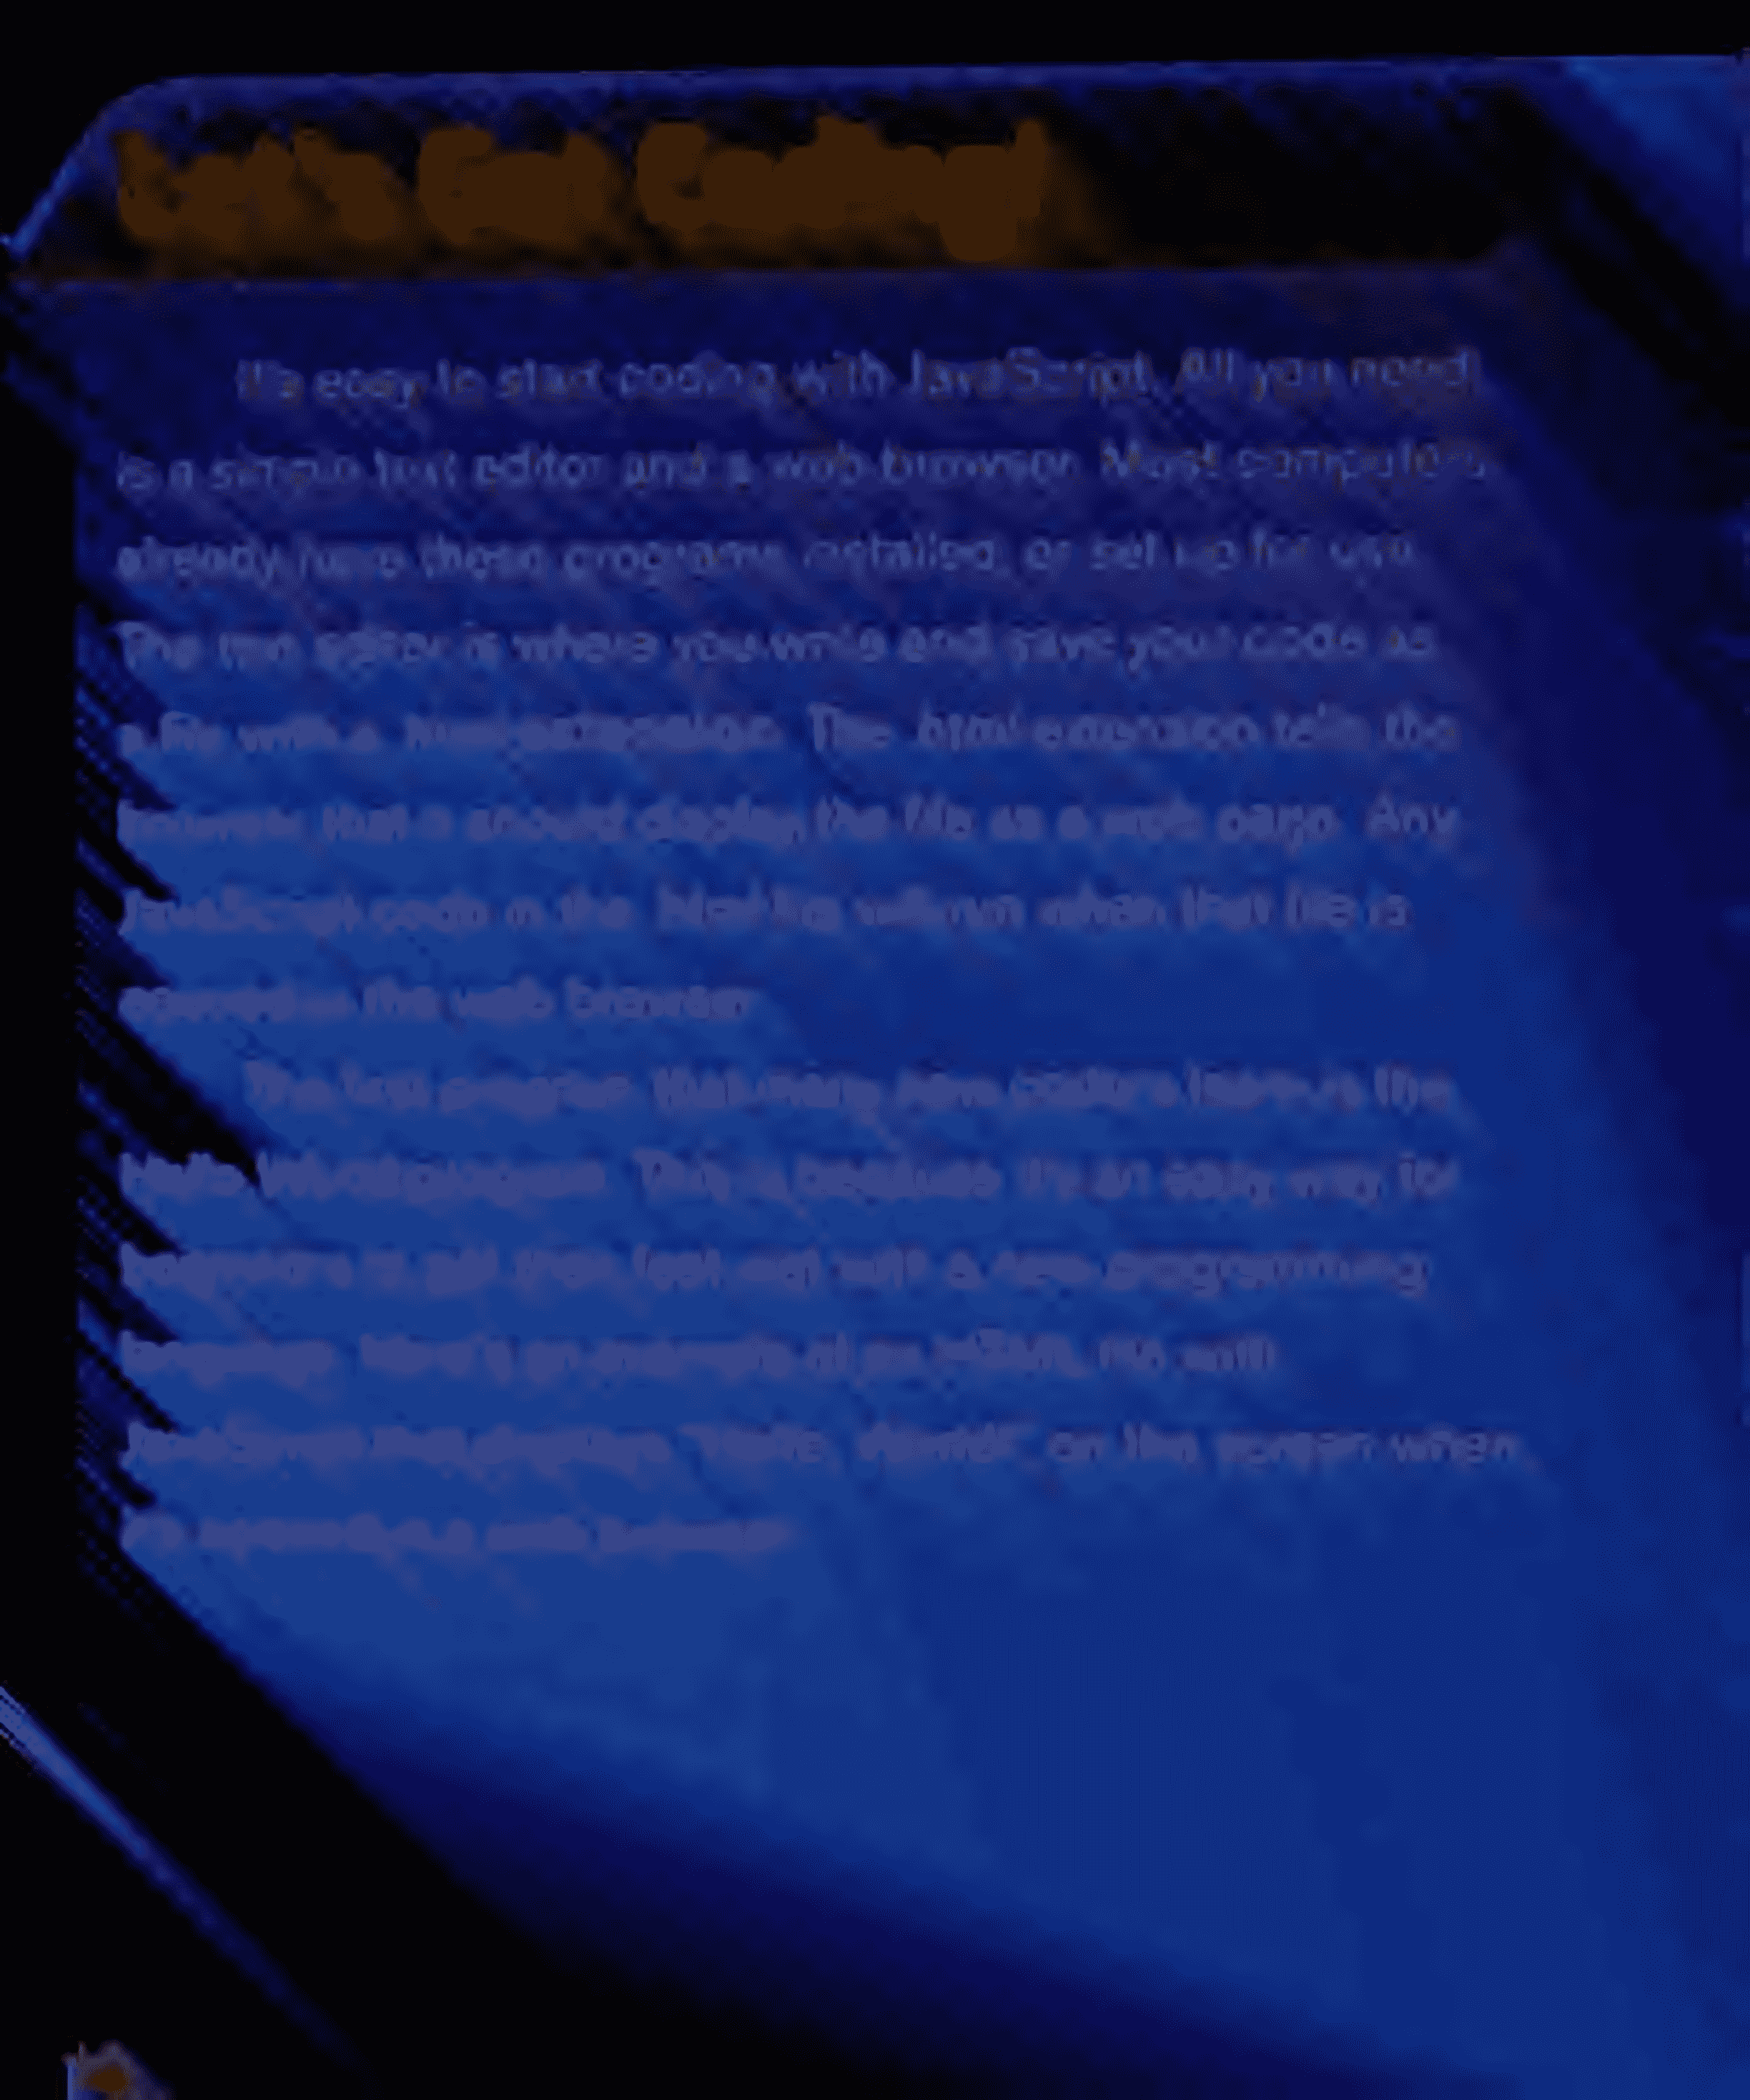 Let's Get Coding!
It's easy to start coding with JavaScript. All you need
is a simple text editor and a web browser. Most computers
already have these programs installed, or set up for you.
The text editor is where you write and save your code as
a file with a .html extension. The .html extension tells the
browser that it should display the file as a web page. Any
JavaScript code in the .html file will run when that file is
opened in the web browser.
The first program that many new coders learn is the
Hello, World program. This is because it's an easy way for
to get their feet wet with a new programming
language. Here's an example of an HTML file with
JavaScript that displays "Hello, World!" on the screen when
it's opened in a web browser.